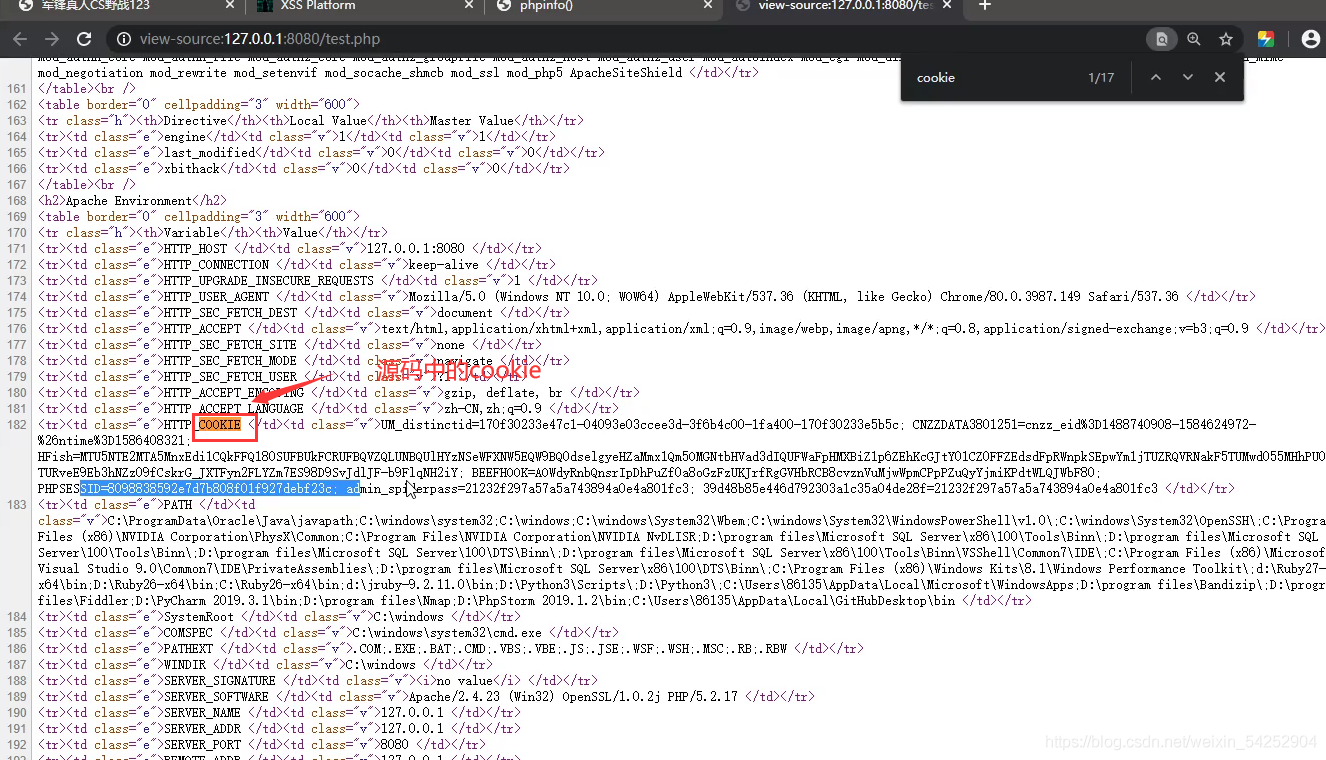 军锋真人CS野战123
XSS Platform
phpinfo()
view-source:127.0.0.1:8080/tes
view-source:127.0.0.1:8080/test.php
cookie
1/17
mod_negotiation mod_rewrite mod_setenvif mod_socache_shmcb mod_ssl mod_php5 ApacheSiteShield </td></tr>
161 </table><br />
162 <table border="0" cellpadding="3" width="600">
163 <tr class="h"><th>Directive</th><th>Local Value</th><th>Master Value</th></tr>
164 <tr><td class="e">engine</td><td class="v">1</td><td class="v">1</td></tr>
165 <tr><td class="e">last_modified</td><td class="v">0</td><td class="v">0</td></tr>
166 <tr><td class="e">xbithack</td><td class="v">0</td><td class="v">0</td></tr>
167 </table><br />
168 <h2>Apache Environment</h2>
169 <table border="0" cellpadding="3" width="600">
170 <tr class="h"><th>Variable</th><th>Value</th></tr>
171 <tr><td class="e">HTTP_HOST </td><td class="v">127.0.0.1:8080 </td></tr>
172 <tr><td class="e">HTTP_CONNECTION </td><td class="v">keep-alive </td></tr>
173 <tr><td class="e">HTTP_UPGRADE_INSECURE_REQUESTS </td><td class="v">1 </td></tr>
174 <tr><td class="e">HTTP_USER_AGENT </td><td class="v">Mozilla/5.0 (Windows NT 10.0; WOW64) AppleWebKit/537.36 (KHTML, like Gecko) Chrome/80.0.3987.149 Safari/537.36 </td></tr>
175 <tr><td class="e">HTTP_SEC_FETCH_DEST </td><td class="v">document </td></tr>
176 <tr><td class="e">HTTP_ACCEPT </td><td class="v">text/html,application/xhtml+xml,application/xml;q=0.9,image/webp,image/apng,*/*;q=0.8,application/signed-exchange;v=b3;q=0.9 </td></tr>
177 <tr><td class="e">HTTP_SEC_FETCH_SITE </td><td class="v">none </td></tr>
178 <tr><td class="e">HTTP_SEC_FETCH_MODE </td><td class="v">navigate </td></tr>
源码中的cookie
179 <tr><td class="e">HTTP_SEC_FETCH_USER </td><td class="v">?1 </td></tr>
180 <tr><td class="e">HTTP_ACCEPT_ENCODING </td><td class="v">gzip, deflate, br </td></tr>
181 <tr><td class="e">HTTP_ACCEPT_LANGUAGE </td><td class="v">zh-CN,zh;q=0.9 </td></tr>
182 <tr><td class="e">HTTP_COOKIE </td><td class="v">UM_distinctid=170f30233e47c1-04093e03ccee3d-3f6b4c00-1fa400-170f30233e5b5c; CNZZDATA3801251=cnzz_eid%3D1488740908-1584624972-
%26ntime%3D1586408321;
PHPSESSID=8098838592e7d7b808f01f927debf23c; admin_spiderpass=21232f297a57a5a743894a0e4a801fc3; 39d48b85e446d792303a1c35a04de28f=21232f297a57a5a743894a0e4a801fc3 </td></tr>
183 <tr><td class="e">PATH </td><td
class="v">C:\ProgramData\Oracle\Java\javapath;C:\windows\system32;C:\windows;C:\windows\System32\Wbem;C:\windows\System32\WindowsPowerShell\v1.0\;C:\windows\System32\OpenSSH\;C:\Progra
Files (x86)\NVIDIA Corporation\PhysX\Common;C:\Program Files\NVIDIA Corporation\NVIDIA NvDLISR;D:\program files\Microsoft SQL Server\x86\100\Tools\Binn\;D:\program files\Microsoft SQL
Server\100\Tools\Binn\;D:\program files\Microsoft SQL Server\100\DTS\Binn\;D:\program files\Microsoft SQL Server\x86\100\Tools\Binn\VSShell\Common7\IDE\;C:\Program Files (x86)\Microsof
Visual Studio 9.0\Common7\IDE\PrivateAssemblies\;D:\program files\Microsoft SQL Server\x86\100\DTS\Binn\;C:\Program Files (x86)\Windows Kits\8.1\Windows Performance Toolkit\;d:\Ruby27-
x64\bin;D:\Ruby26-x64\bin;C:\Ruby26-x64\bin;d:\jruby-9.2.11.0\bin;D:\Python3\Scripts\;D:\Python3\;C:\Users\86135\AppData\Local\Microsoft\WindowsApps;D:\program files\Bandizip\;D:\progr
files\Fiddler;D:\PyCharm 2019.3.1\bin;D:\program files\Nmap;D:\PhpStorm 2019.1.2\bin;C:\Users\86135\AppData\Local\GitHubDesktop\bin </td></tr>
184 <tr><td class="e">SystemRoot </td><td class="v">C:\windows </td></tr>
185 <tr><td class="e">COMSPEC </td><td class="v">C:\windows\system32\cmd.exe </td></tr>
186 <tr><td class="e">PATHEXT </td><td class="v">.COM;.EXE;.BAT;.CMD;.VBS;.VBE;.JS;.JSE;.WSF;.WSH;.MSC;.RB;.RBW </td></tr>
187 <tr><td class="e">WINDIR </td><td class="v">C:\windows </td></tr>
188 <tr><td class="e">SERVER_SIGNATURE </td><td class="v"><i>no value</i> </td></tr>
189 <tr><td class="e">SERVER_SOFTWARE </td><td class="v">Apache/2.4.23 (Win32) OpenSSL/1.0.2j PHP/5.2.17 </td></tr>
190 <tr><td class="e">SERVER_NAME </td><td class="v">127.0.0.1 </td></tr>
191 <tr><td class="e">SERVER_ADDR </td><td class="v">127.0.0.1 </td></tr>
192 <tr><td class="e">SERVER_PORT </td><td class="v">8080 </td></tr>
https://blog.csdn.net/weixin_54252904